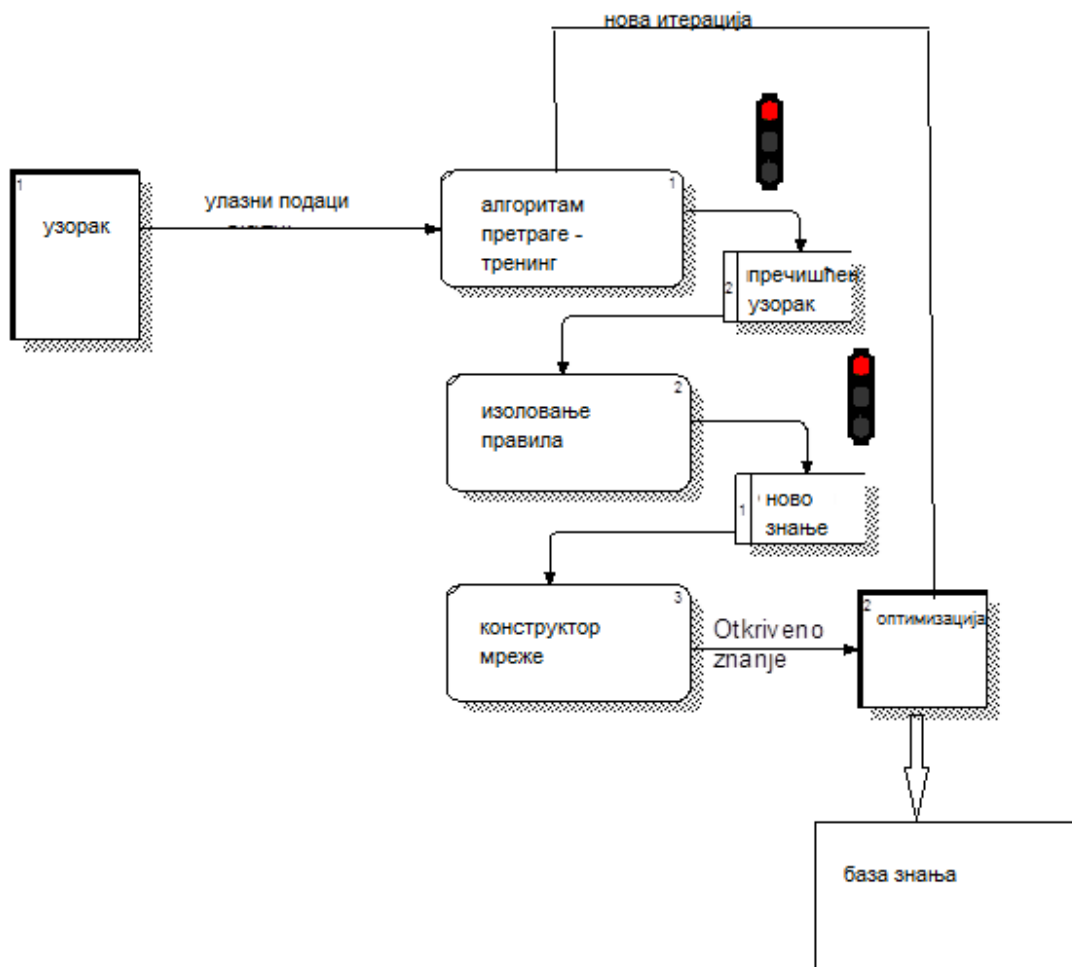 нова итерација
1
узорак
улазни подаци
1
алгоритам
претраге -
тренинг
2
пречишћен
узорак
2
изоловање
правила
1
ново
знање
3
конструктор
мреже
Otkriveno
znanje
2
оптимизација
база знања